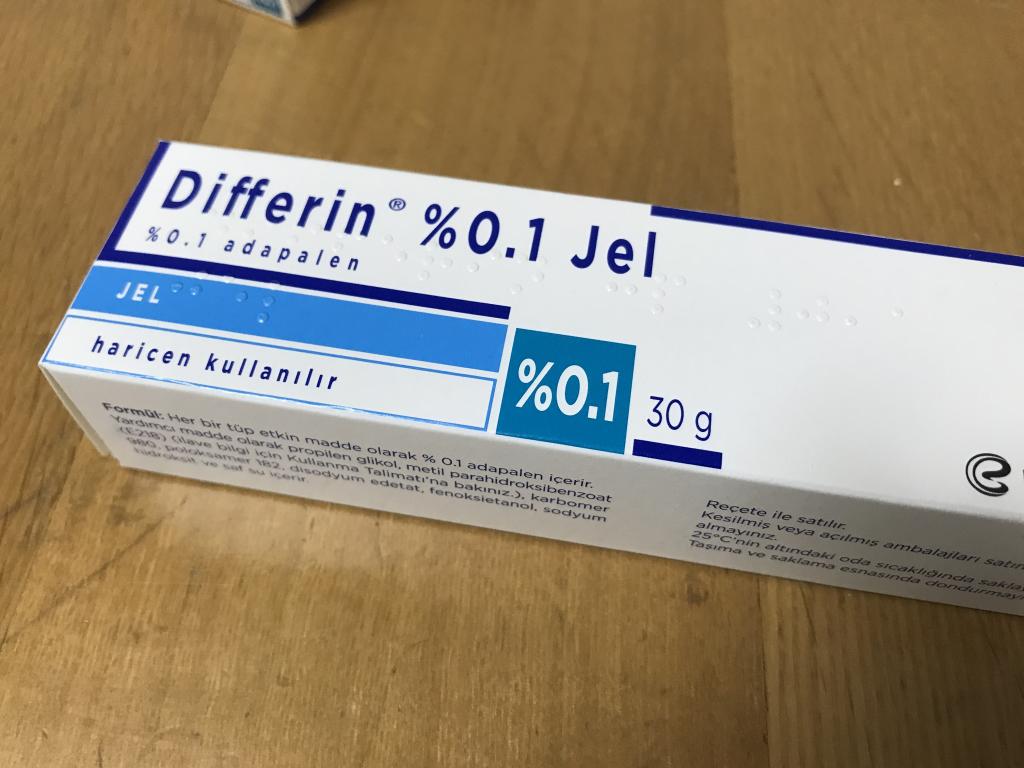 Differin® %0.1 Jel
%0.1 adapalen
JEL
haricen kullanılır
%0.1
30 g
Formül: Her bir tüp etkin madde olarak % 0.1 adapalen içerir.
Yardımcı madde olarak propilen glikol, metil parahidroksibenzoat
(E218) (ilave bilgi için Kullanma Talimatı'na bakınız.), karbomer
980, poloksamer 182, disodyum edetat, fenoksietanol, sodyum
hidroksit ve saf su içerir.
Reçete ile satılır.
Kesilmiş veya açılmış ambalajları satın
almayınız.
25°C'nin altındaki oda sıcaklığında
Taşıma ve saklama esnasında